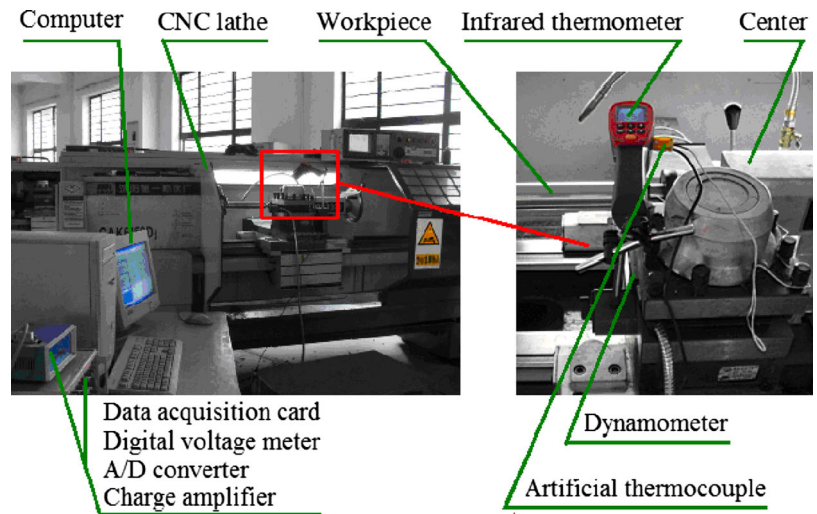 Computer
CNC lathe
Workpiece
Infrared thermometer
Center
Data acquisition card
Digital voltage meter
A/D converter
Charge amplifier
Dynamometer
Artificial thermocouple